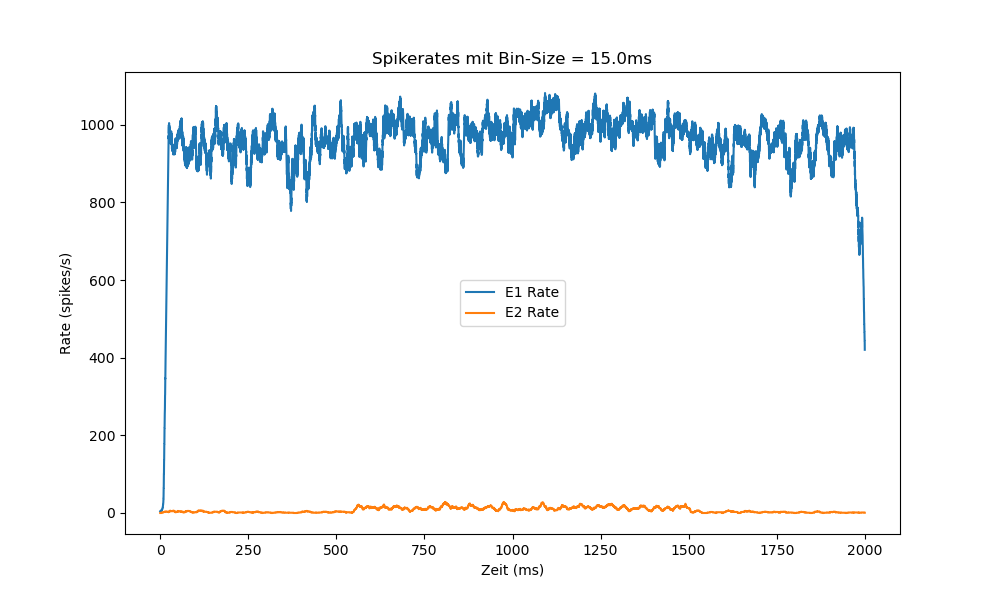 Spikerates mit Bin-Size = 15.0ms
Rate (spikes/s)
1000
800
600
400
200
0
E1 Rate
E2 Rate
0 250 500 750 1000 1250 1500 1750 2000
Zeit (ms)